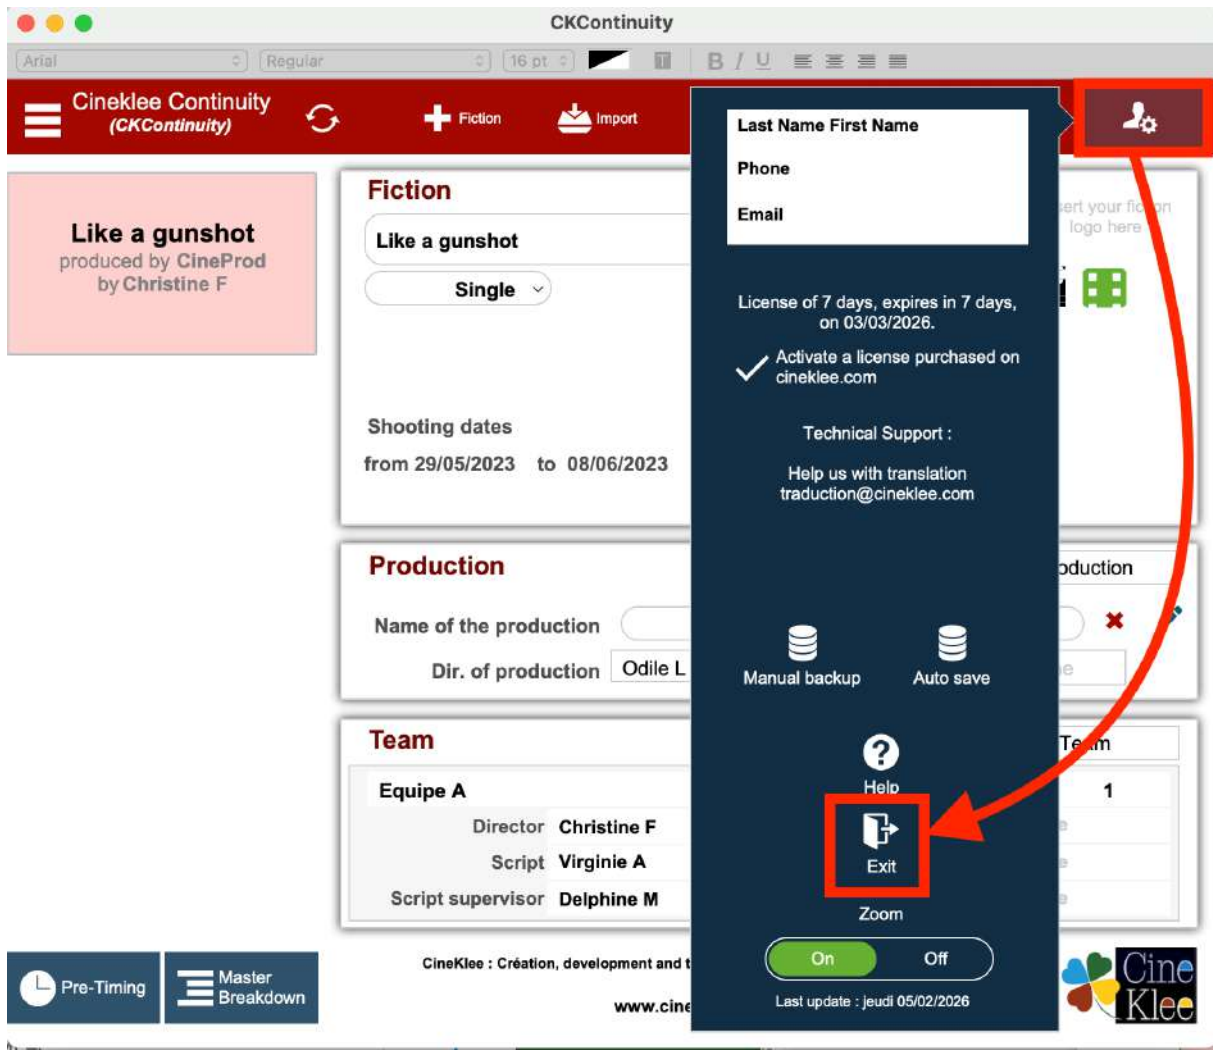 CKContinuity
Arial Regular 16 pt B I U
Cineklee Continuity
(CKContinuity)
Fiction
Import
Last Name First Name
Phone
Email
Like a gunshot
produced by CineProd
by Christine F
Fiction
Like a gunshot
Single
your
logo here
License of 7 days, expires in 7 days,
on 03/03/2026.
Activate a license purchased on
cineklee.com
Shooting dates
from 29/05/2023 to 08/06/2023
Technical Support :
Help us with translation
traduction@cineklee.com
Production
Name of the production
Dir. of production Odile L
Manual backup
Auto save
Team
Team
Equipe A
1
Director Christine F
Script Virginie A
Script supervisor Delphine M
Help
Exit
Zoom
On Off
Last update : jeudi 05/02/2026
Pre-Timing
Master
Breakdown
CineKlee : Création, development and
www.cine
Cine
Klee